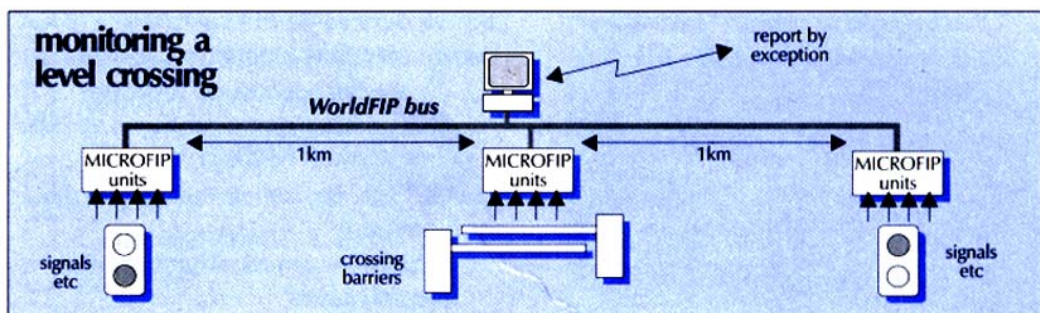 monitoring a
level crossing
report by
exception
WorldFIP bus
1km
1km
MICROFIP
units
MICROFIP
units
MICROFIP
units
signals
etc
crossing
barriers
signals
etc